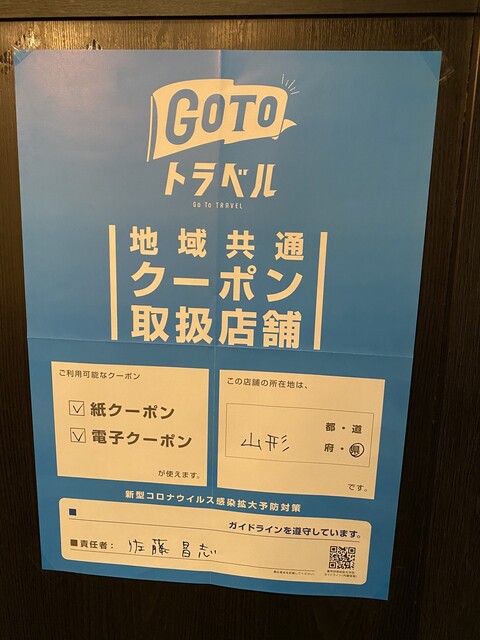 GOTO
トラベル
Go To TRAVEL
地域共通
クーポン
取扱店舗
ご利用可能なクーポン
紙クーポン
電子クーポン
が使えます。
この店舗の所在地は、
都・道
山形 府・県
です。
新型コロナウイルス感染拡大予防対策
ガイドラインを遵守しています。
■責任者: 佐藤 昌志